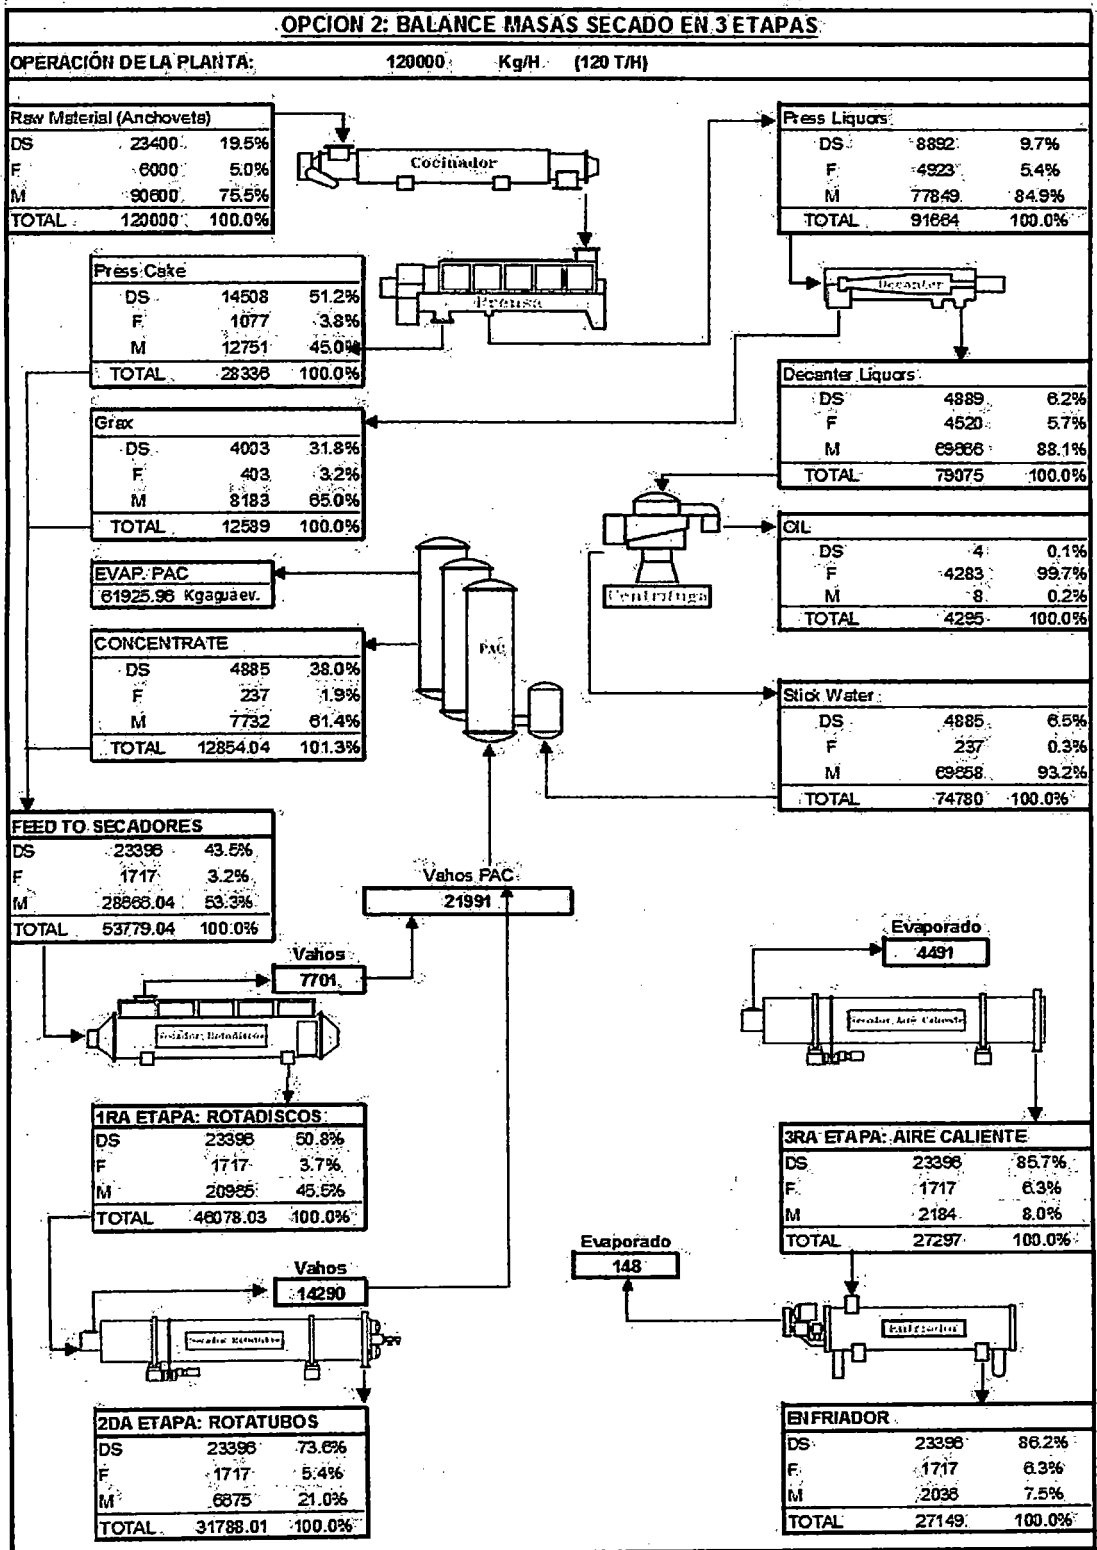 OPCION 2: BALANCE MASAS SECADO EN 3 ETAPAS
OPERACIÓN DE LA PLANTA: 120000 Kg/H. (120 T/H)
Raw Material (Anchoveta)
DS 23400 19.5%
F 6000 5.0%
M 90600 75.5%
TOTAL 120000 100.0%
Cocinador
Press Liquors
DS 8892 9.7%
F 4923 5.4%
M 77849 84.9%
TOTAL 91664 100.0%
Press Cake
DS 14508 51.2%
F 1077 3.8%
M 12751 45.0%
TOTAL 28336 100.0%
Prensa
Decanter
Decanter Liquors
DS 4889 6.2%
F 4520 5.7%
M 69666 88.1%
TOTAL 79075 100.0%
Grax
DS 4003 31.8%
F 403 3.2%
M 8183 65.0%
TOTAL 12589 100.0%
Centrifuga
OIL
DS 4 0.1%
F 4283 99.7%
M 8 0.2%
TOTAL 4295 100.0%
EVAP. PAC
61925.96 Kgaguaev.
CONCENTRATE
DS 4885 38.0%
F 237 1.9%
M 7732 61.4%
TOTAL 12854.04 101.3%
PAC
Stick Water
DS 4885 6.5%
F 237 0.3%
M 69658 93.2%
TOTAL 74780 100.0%
FEED TO SECADORES
DS 23396 43.5%
F 1717 3.2%
M 28666.04 53.3%
TOTAL 53779.04 100.0%
Vahos PAC
21991
Vahos
7701
Secador Rotadiscos
Evaporado
4491
Secador Aire Caliente
1RA ETAPA: ROTADISCOS
DS 23396 50.8%
F 1717 3.7%
M 20965 45.5%
TOTAL 46078.03 100.0%
3RA ETAPA: AIRE CALIENTE
DS 23396 85.7%
F 1717 6.3%
M 2184 8.0%
TOTAL 27297 100.0%
Vahos
14290
Secador
Evaporado
148
Enfriador
2DA ETAPA: ROTATUBOS
DS 23396 73.6%
F 1717 5.4%
M 6675 21.0%
TOTAL 31788.01 100.0%
ENFRIADOR
DS 23396 86.2%
F 1717 6.3%
M 2036 7.5%
TOTAL 27149 100.0%